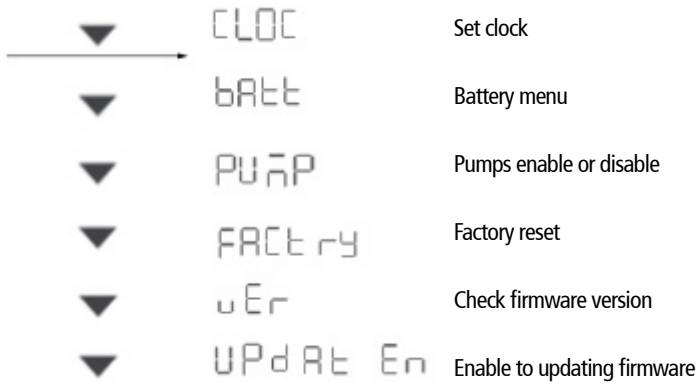 CLOC Set clock
bAtt Battery menu
PUMP Pumps enable or disable
FACtry Factory reset
vEr Check firmware version
UPdAt En Enable to updating firmware